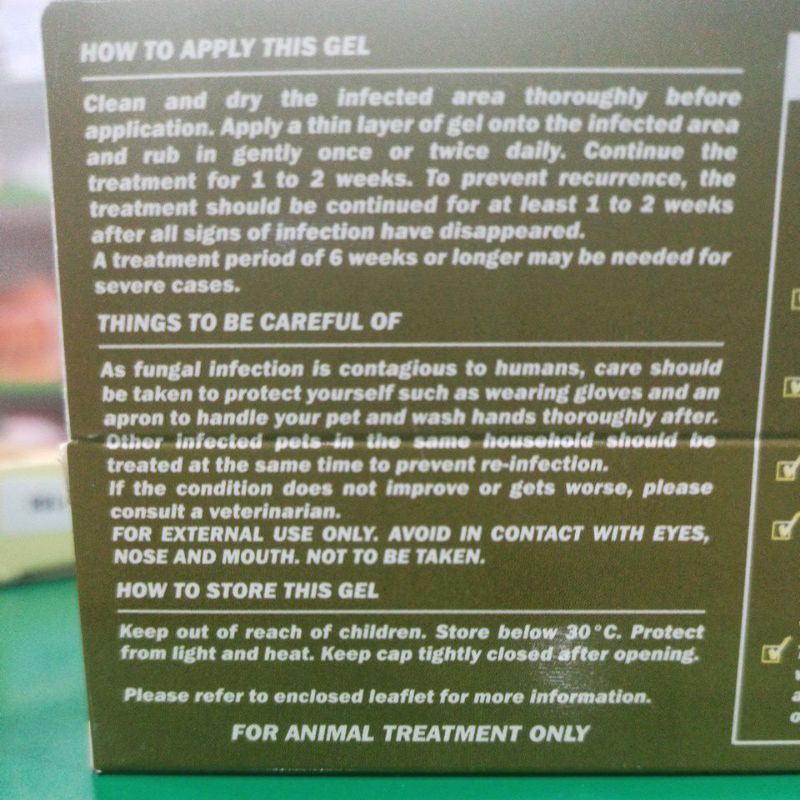 HOW TO APPLY THIS GEL
Clean and dry the infected area thoroughly before
application. Apply a thin layer of gel onto the infected area
and rub in gently once or twice daily. Continue the
treatment for 1 to 2 weeks. To prevent recurrence, the
treatment should be continued for at least 1 to 2 weeks
after all signs of infection have disappeared.
A treatment period of 6 weeks or longer may be needed for
severe cases.
THINGS TO BE CAREFUL OF
As fungal infection is contagious to humans, care should
be taken to protect yourself such as wearing gloves and an
apron to handle your pet and wash hands thoroughly after.
Other infected pets in the same household should be
treated at the same time to prevent re-infection.
If the condition does not improve or gets worse, please
consult a veterinarian.
FOR EXTERNAL USE ONLY. AVOID IN CONTACT WITH EYES,
NOSE AND MOUTH. NOT TO BE TAKEN.
HOW TO STORE THIS GEL
Keep out of reach of children. Store below 30°C. Protect
from light and heat. Keep cap tightly closed after opening.
Please refer to enclosed leaflet for more information.
FOR ANIMAL TREATMENT ONLY